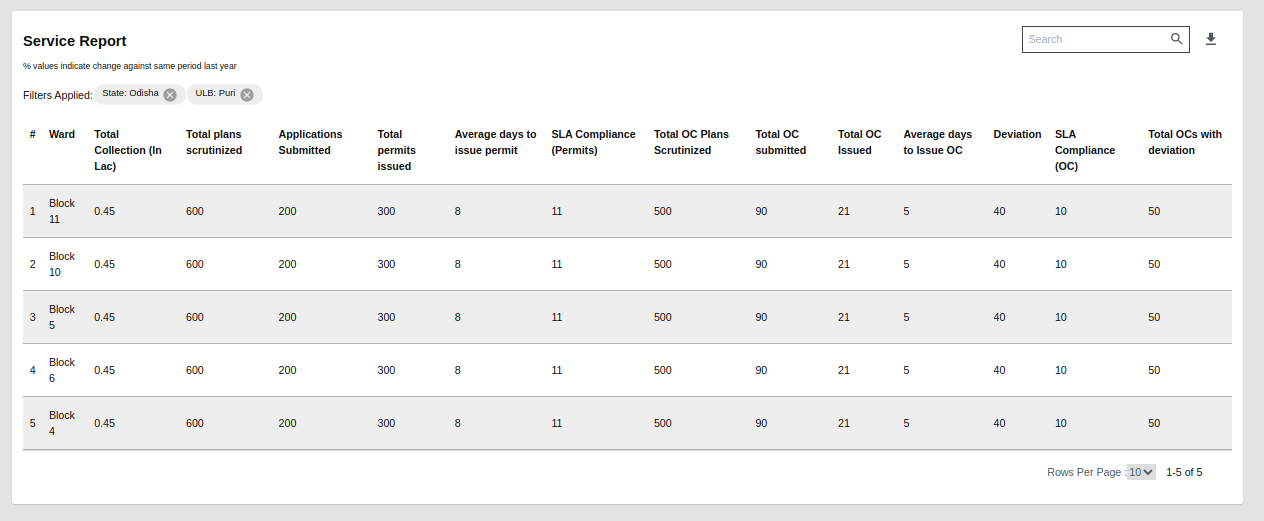 Service Report
Search
% values indicate change against same period last year
Filters Applied: State: Odisha ULB: Puri
# Ward Total Collection (In Lac) Total plans scrutinized Applications Submitted Total permits issued Average days to issue permit SLA Compliance (Permits) Total OC Plans Scrutinized Total OC submitted Total OC Issued Average days to Issue OC Deviation SLA Compliance (OC) Total OCs with deviation
1 Block 11 0.45 600 200 300 8 11 500 90 21 5 40 10 50
2 Block 10 0.45 600 200 300 8 11 500 90 21 5 40 10 50
3 Block 5 0.45 600 200 300 8 11 500 90 21 5 40 10 50
4 Block 6 0.45 600 200 300 8 11 500 90 21 5 40 10 50
5 Block 4 0.45 600 200 300 8 11 500 90 21 5 40 10 50
Rows Per Page : 10 1-5 of 5